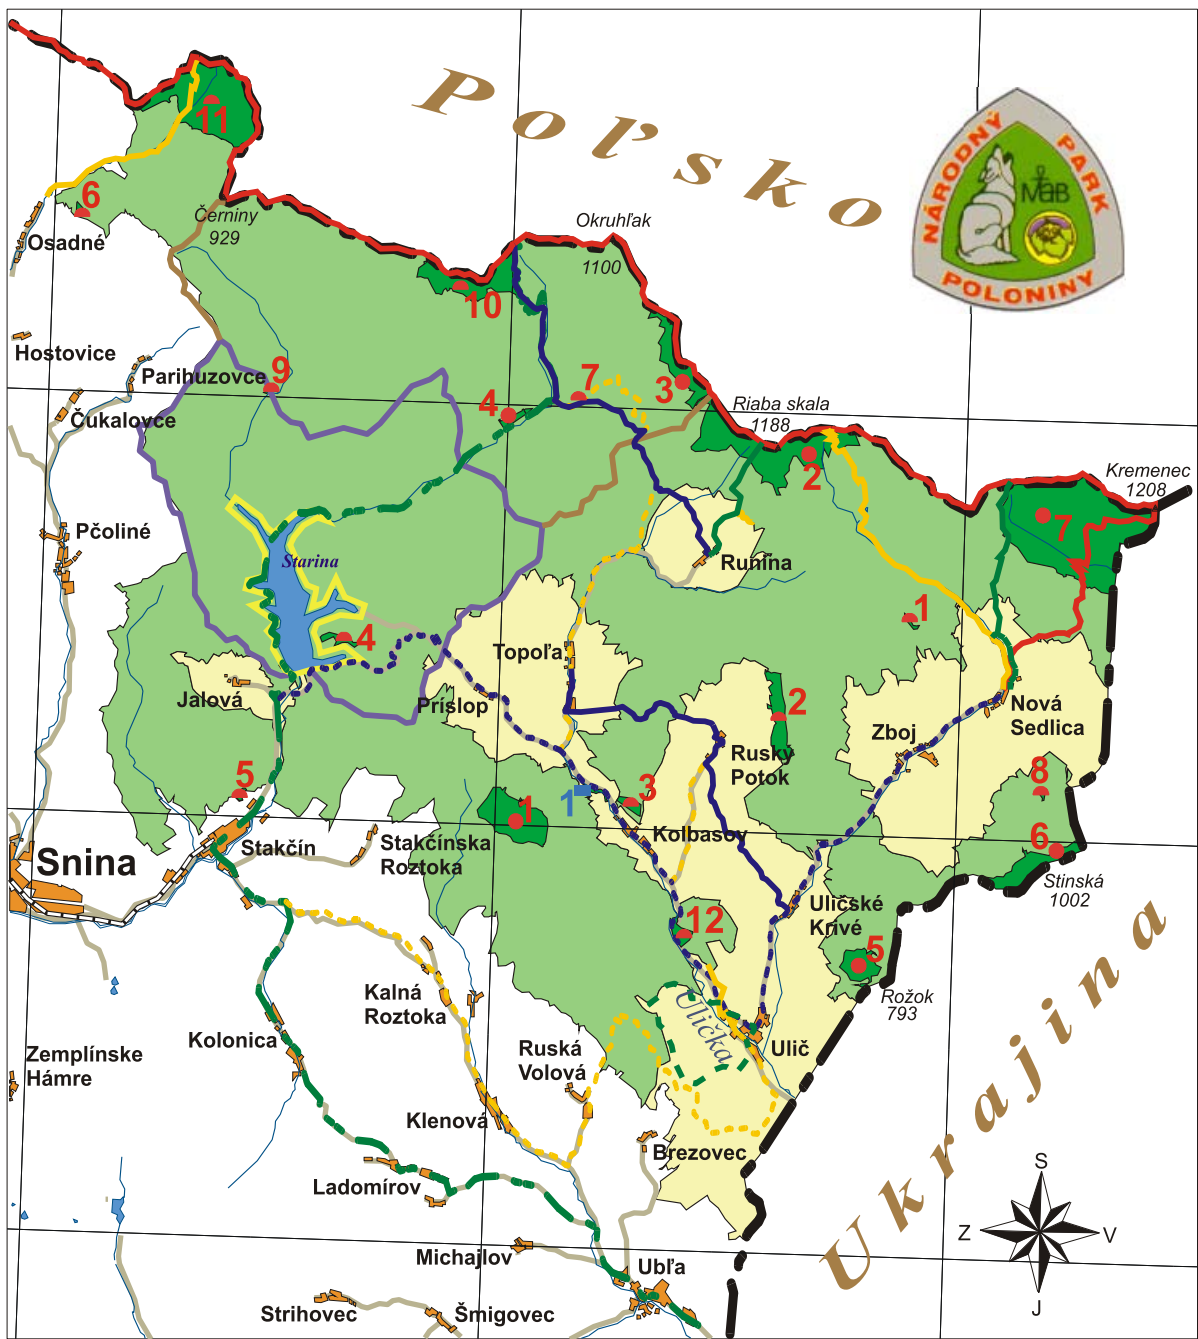 Poľsko
NÁRODNÝ
PARK
MaB
POLONINY
11
6
Osadné
Černiny
929
Okruhľak
1100
10
Hostovice
Parihuzovce
9
Čukalovce
4
7
3
Riaba skala
1188
2
Kremenec
1208
7
Pčoliné
Starina
Runina
1
4
Topoľa
Jalová
Príslop
2
Nová
Sedlica
Zboj
Ruský
Potok
5
1
1
3
8
Kolbasov
6
Snina
Stakčín
Stakčínska
Roztoka
Stinská
1002
Uličské
Krivé
12
5
Rožok
793
Ukrajina
Kalná
Roztoka
Ulička
Kolonica
Zemplínske
Hámre
Ruská
Volová
Ulič
Klenová
Brezovec
Ladomírov
S
Z
V
J
Michajlov
Ubľa
Strihovec
Šmigovec